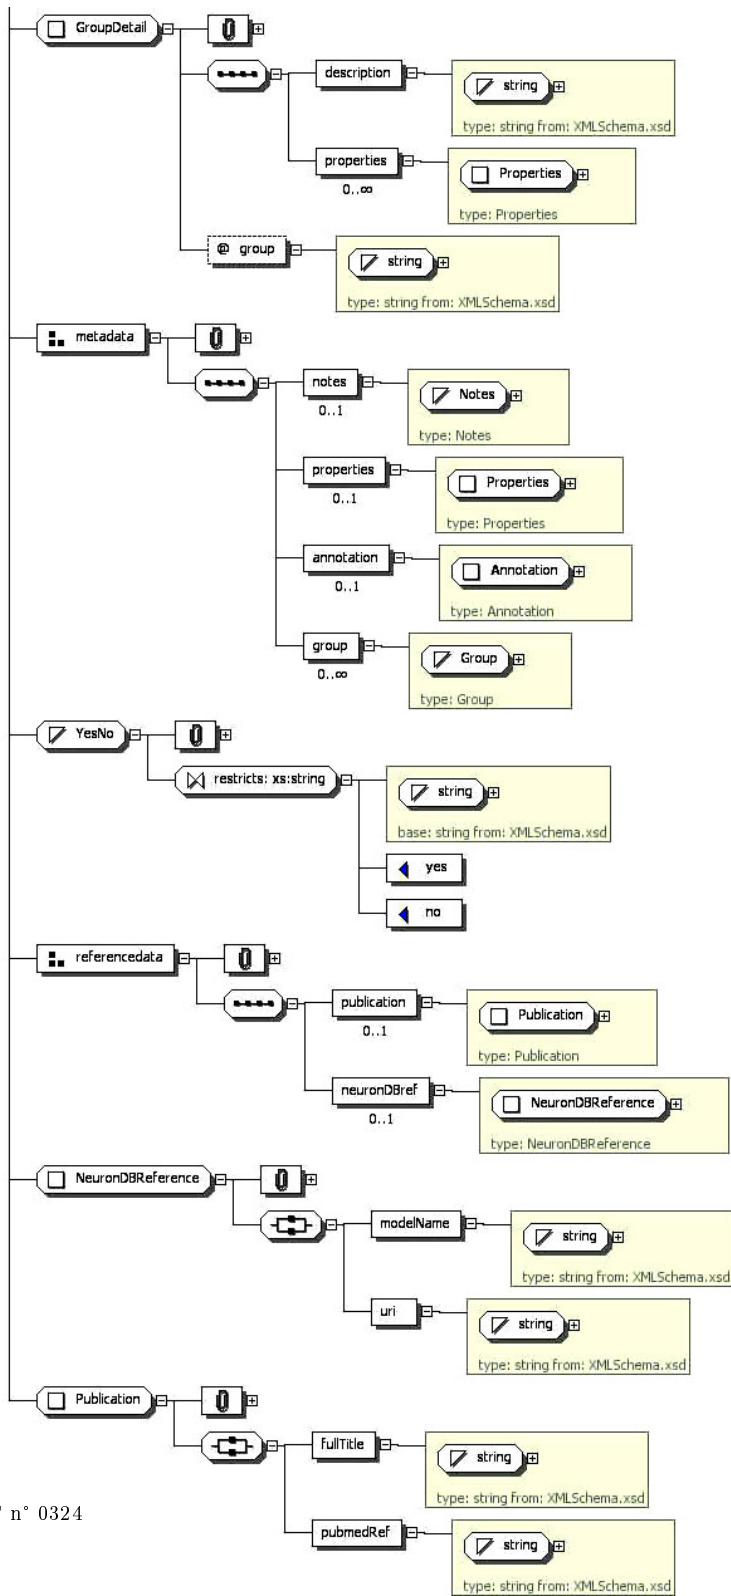 GroupDetail
description
string
type: string from: XMLSchema.xsd
properties
0..∞
Properties
type: Properties
@ group
string
type: string from: XMLSchema.xsd
metadata
notes
0..1
Notes
type: Notes
properties
0..1
Properties
type: Properties
annotation
0..1
Annotation
type: Annotation
group
0..∞
Group
type: Group
YesNo
restricts: xs:string
string
base: string from: XMLSchema.xsd
yes
no
referencedata
publication
0..1
Publication
type: Publication
neuronDBref
0..1
NeuronDBReference
type: NeuronDBReference
NeuronDBReference
modelName
string
type: string from: XMLSchema.xsd
uri
string
type: string from: XMLSchema.xsd
Publication
fullTitle
string
type: string from: XMLSchema.xsd
n° 0324
pubmedRef
string
type: string from: XMLSchema.xsd